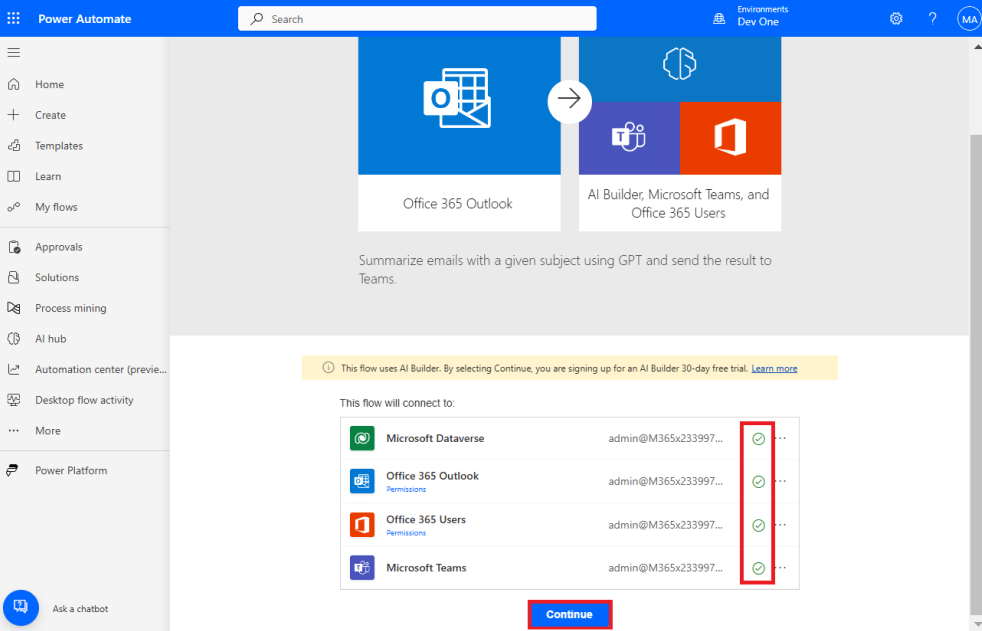 Power Automate
Search
Environments
Dev One
?
MA
Home
Create
Templates
Learn
My flows
Approvals
Solutions
Process mining
AI hub
Automation center (previe...
Desktop flow activity
More
Power Platform
Ask a chatbot
O
T
Office 365 Outlook
AI Builder, Microsoft Teams, and
Office 365 Users
Summarize emails with a given subject using GPT and send the result to
Teams.
This flow uses AI Builder. By selecting Continue, you are signing up for an AI Builder 30-day free trial. Learn more
This flow will connect to:
Microsoft Dataverse admin@M365x233997... ...
Office 365 Outlook admin@M365x233997... ...
Permissions
Office 365 Users admin@M365x233997... ...
Permissions
Microsoft Teams admin@M365x233997... ...
Continue